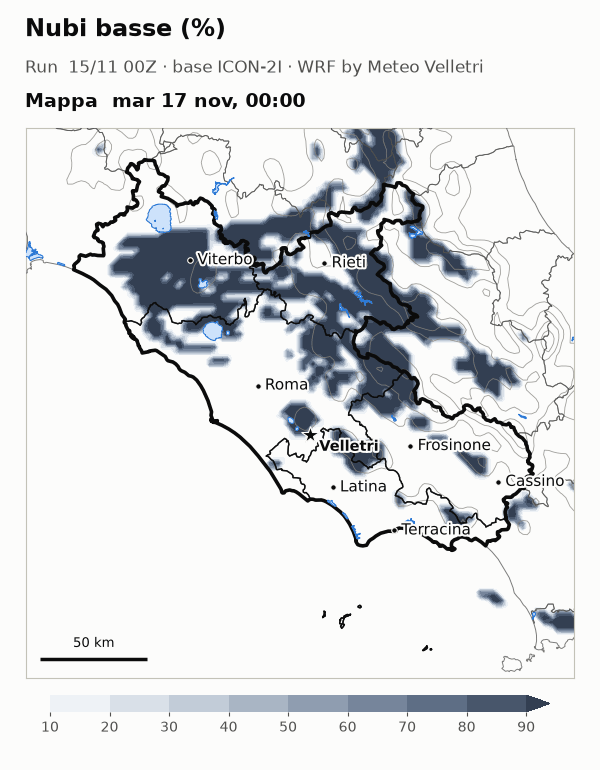 Nubi basse (%)
Run  15/11 00Z · base ICON-2I · WRF by Meteo Velletri
Mappa  mar 17 nov, 00:00
Viterbo
Rieti
Roma
Velletri
Frosinone
Cassino
Latina
Terracina
50 km
10 20 30 40 50 60 70 80 90